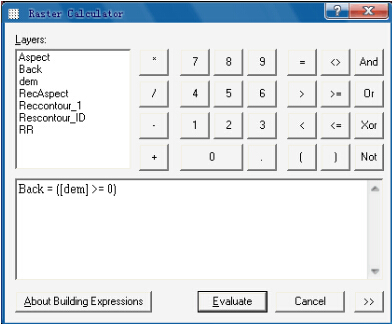 Raster Calculator
Layers:
Aspect
Back
dem
RecAspect
Reccontour_1
Rescontour_ID
RR
* 7 8 9 = <> And
/ 4 5 6 > >= Or
- 1 2 3 < <= Xor
+ 0 . ( ) Not
Back = ([dem] >= 0)
About Building Expressions Evaluate Cancel >>